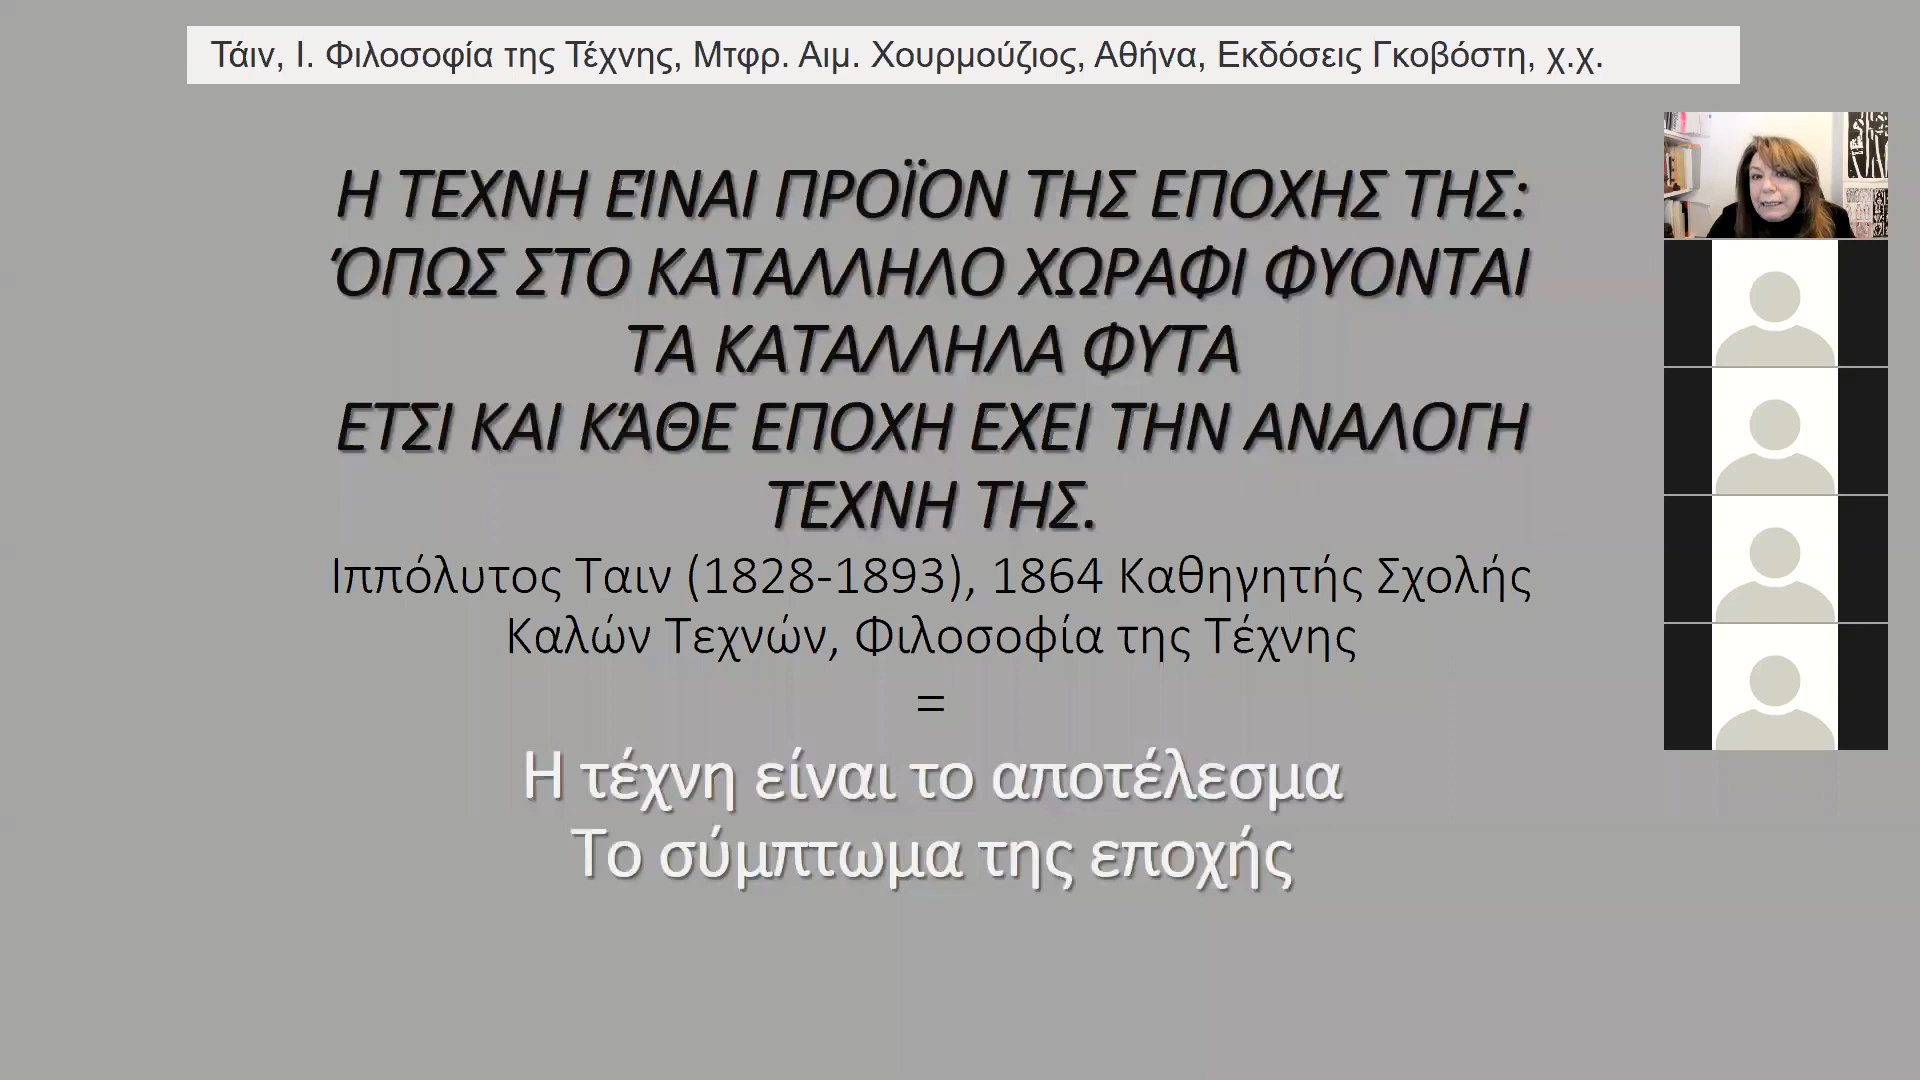 Τάιν, Ι. Φιλοσοφία της Τέχνης, Μτφρ. Αιμ. Χουρμούζιος, Αθήνα, Εκδόσεις Γκοβόστη, χ.χ.
Η ΤΕΧΝΗ ΕΊΝΑΙ ΠΡΟΪΟΝ ΤΗΣ ΕΠΟΧΗΣ ΤΗΣ:
ΌΠΩΣ ΣΤΟ ΚΑΤΑΛΛΗΛΟ ΧΩΡΑΦΙ ΦΥΟΝΤΑΙ
ΤΑ ΚΑΤΑΛΛΗΛΑ ΦΥΤΑ
ΕΤΣΙ ΚΑΙ ΚΆΘΕ ΕΠΟΧΗ ΕΧΕΙ ΤΗΝ ΑΝΑΛΟΓΗ
ΤΕΧΝΗ ΤΗΣ.
Ιππόλυτος Ταιν (1828-1893), 1864 Καθηγητής Σχολής
Καλών Τεχνών, Φιλοσοφία της Τέχνης
=
Η τέχνη είναι το αποτέλεσμα
Το σύμπτωμα της εποχής